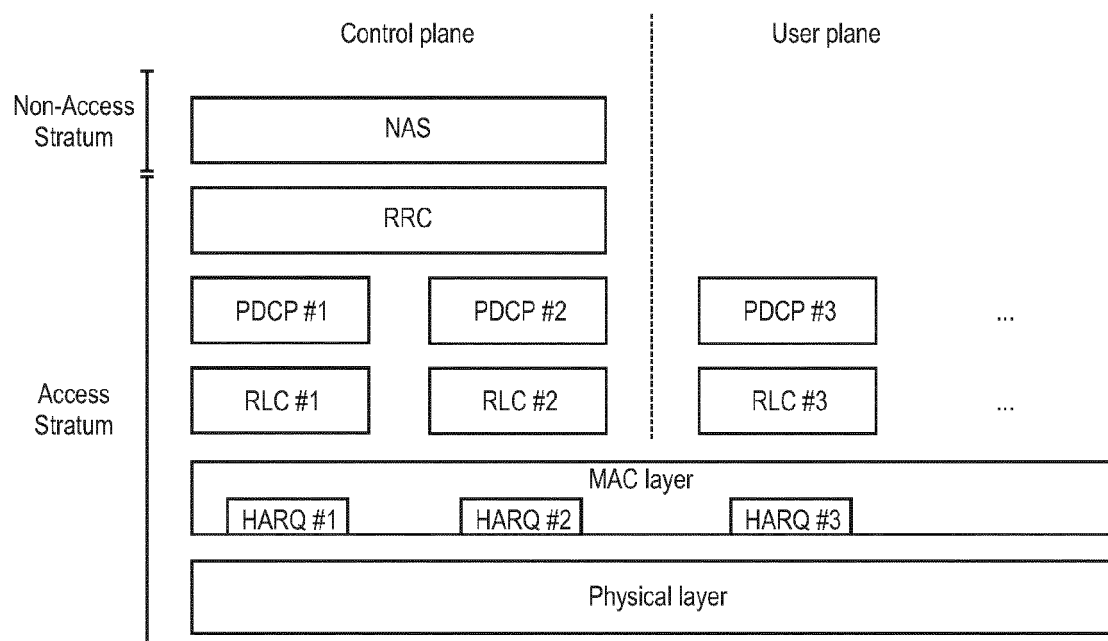 Control plane
User plane
Non-Access
Stratum
NAS
RRC
PDCP #1
PDCP #2
PDCP #3
...
Access
Stratum
RLC #1
RLC #2
RLC #3
...
MAC layer
HARQ #1
HARQ #2
HARQ #3
Physical layer